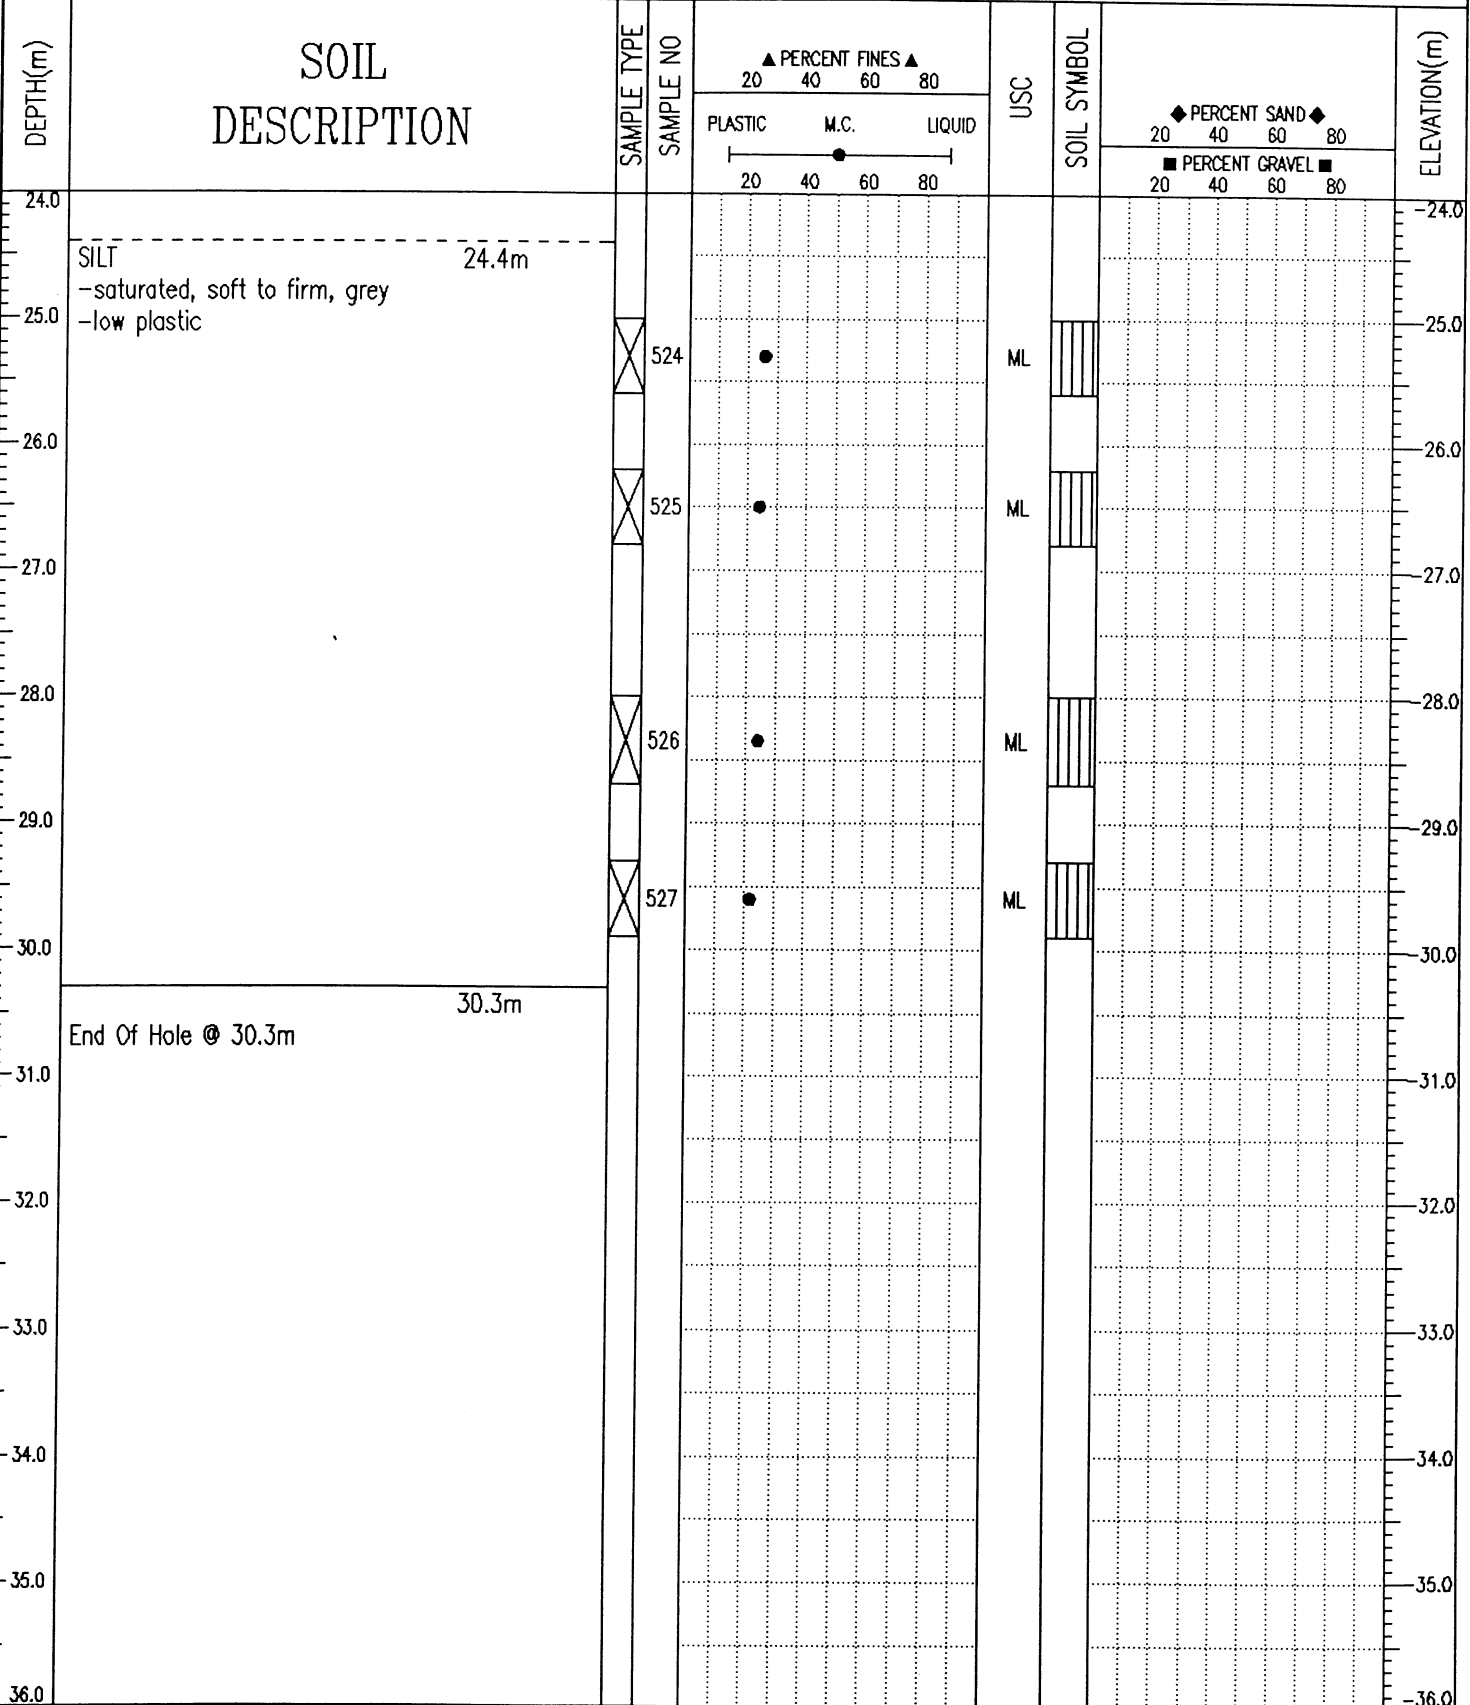 DEPTH(m)
SOIL
DESCRIPTION
SAMPLE TYPE
SAMPLE NO
▲ PERCENT FINES ▲
20 40 60 80
PLASTIC M.C. LIQUID
20 40 60 80
USC
SOIL SYMBOL
◆ PERCENT SAND ◆
20 40 60 80
■ PERCENT GRAVEL ■
20 40 60 80
ELEVATION(m)
24.0 -24.0
SILT 24.4m
-saturated, soft to firm, grey
-low plastic
25.0 -25.0
524 ML
26.0 -26.0
525 ML
27.0 -27.0
28.0 -28.0
526 ML
29.0 -29.0
527 ML
30.0 -30.0
30.3m
End Of Hole @ 30.3m
31.0 -31.0
32.0 -32.0
33.0 -33.0
34.0 -34.0
35.0 -35.0
36.0 -36.0